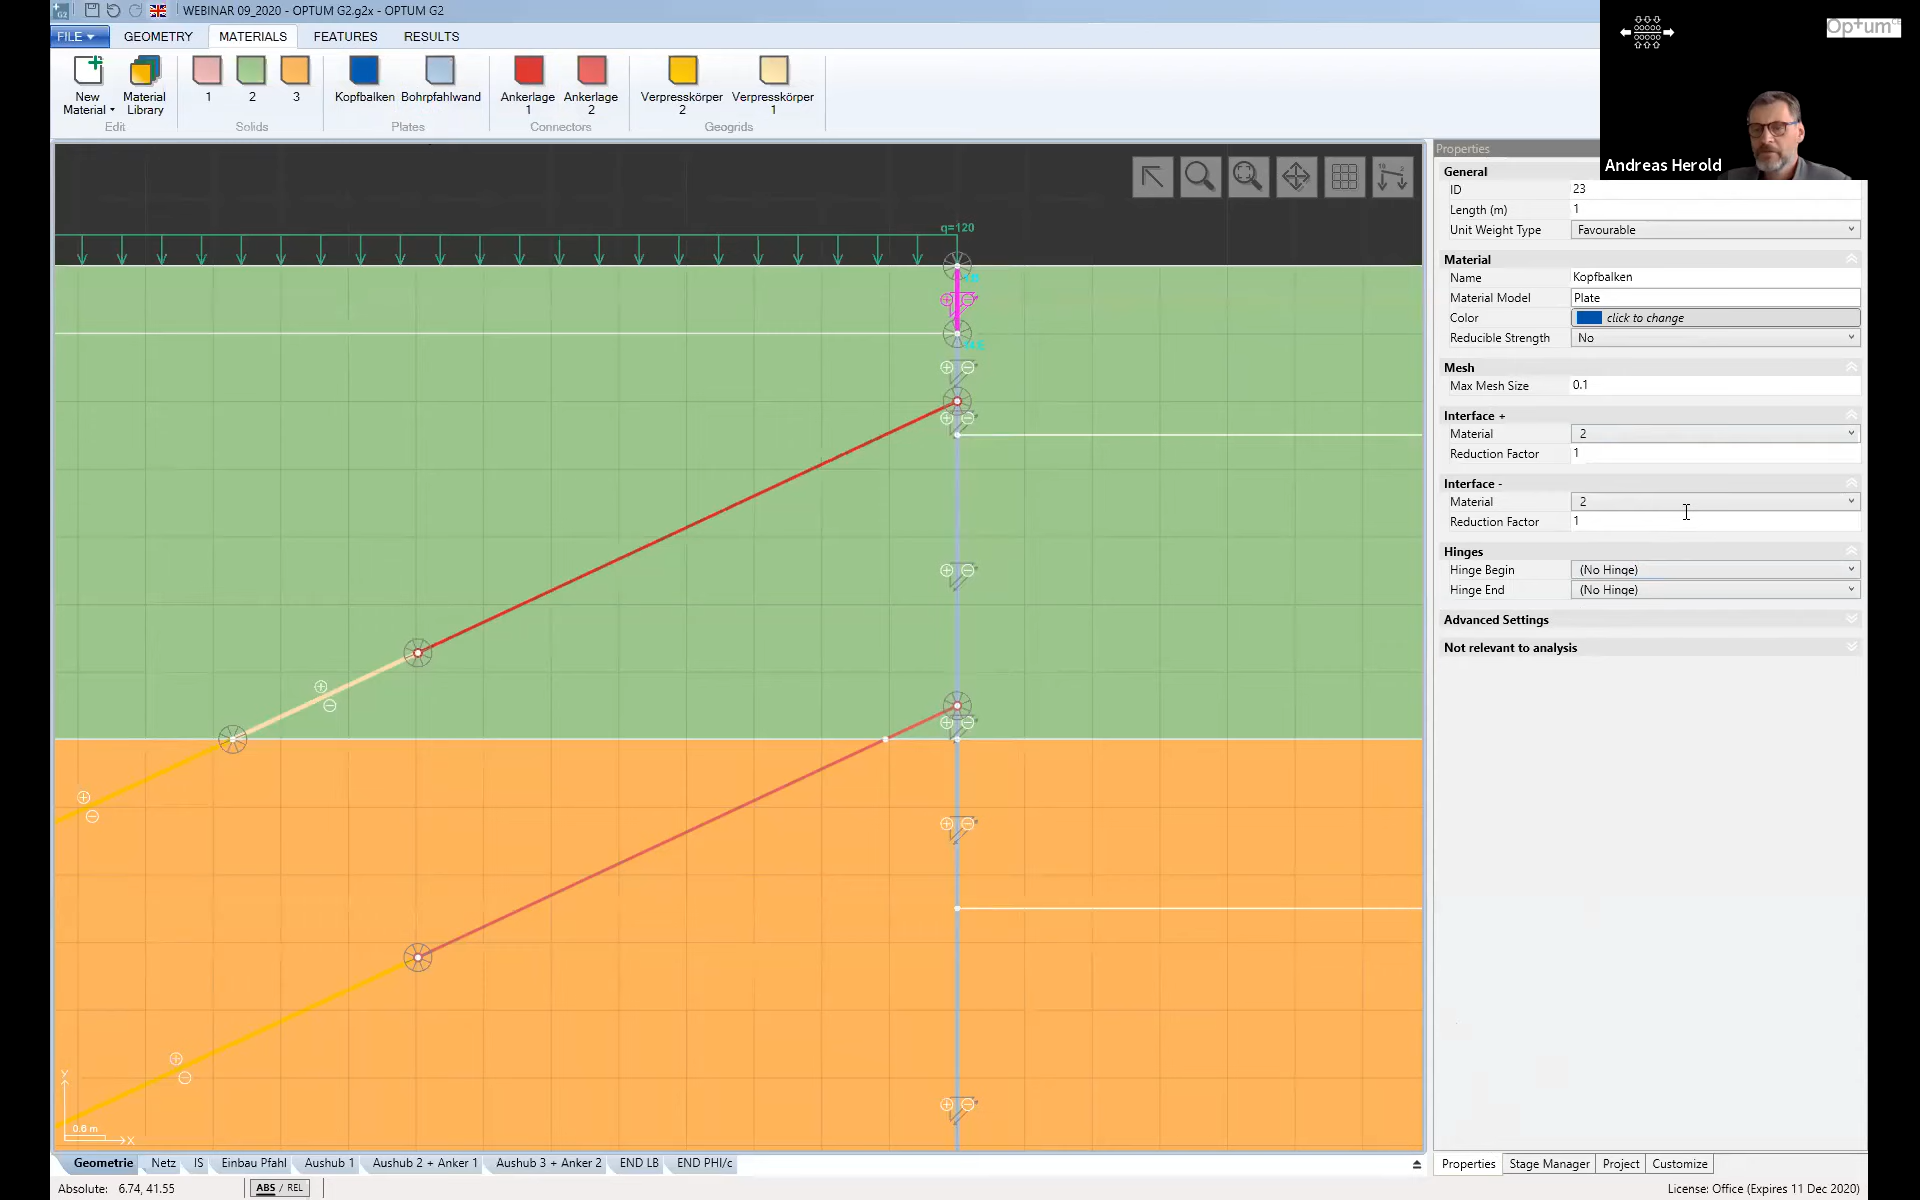 WEBINAR 09_2020 - OPTUM G2.g2x - OPTUM G2
G2
FILE GEOMETRY MATERIALS FEATURES RESULTS
New Material
Material Library
1
2
3
Kopfbalken
Bohrpfahlwand
Ankerlage 1
Ankerlage 2
Verpresskörper 2
Verpresskörper 1
Edit
Solids
Plates
Connectors
Geogrids
Optum
Andreas Herold
q=120
0.6 m
Y
X
Properties
General
ID 23
Length (m) 1
Unit Weight Type Favourable
Material
Name Kopfbalken
Material Model Plate
Color click to change
Reducible Strength No
Mesh
Max Mesh Size 0.1
Interface +
Material 2
Reduction Factor 1
Interface -
Material 2
Reduction Factor 1
Hinges
Hinge Begin (No Hinge)
Hinge End (No Hinge)
Advanced Settings
Not relevant to analysis
Geometrie Netz IS Einbau Pfahl Aushub 1 Aushub 2 + Anker 1 Aushub 3 + Anker 2 END LB END PHI/c
Properties Stage Manager Project Customize
Absolute: 6.74, 41.55 ABS / REL
License: Office (Expires 11 Dec 2020)